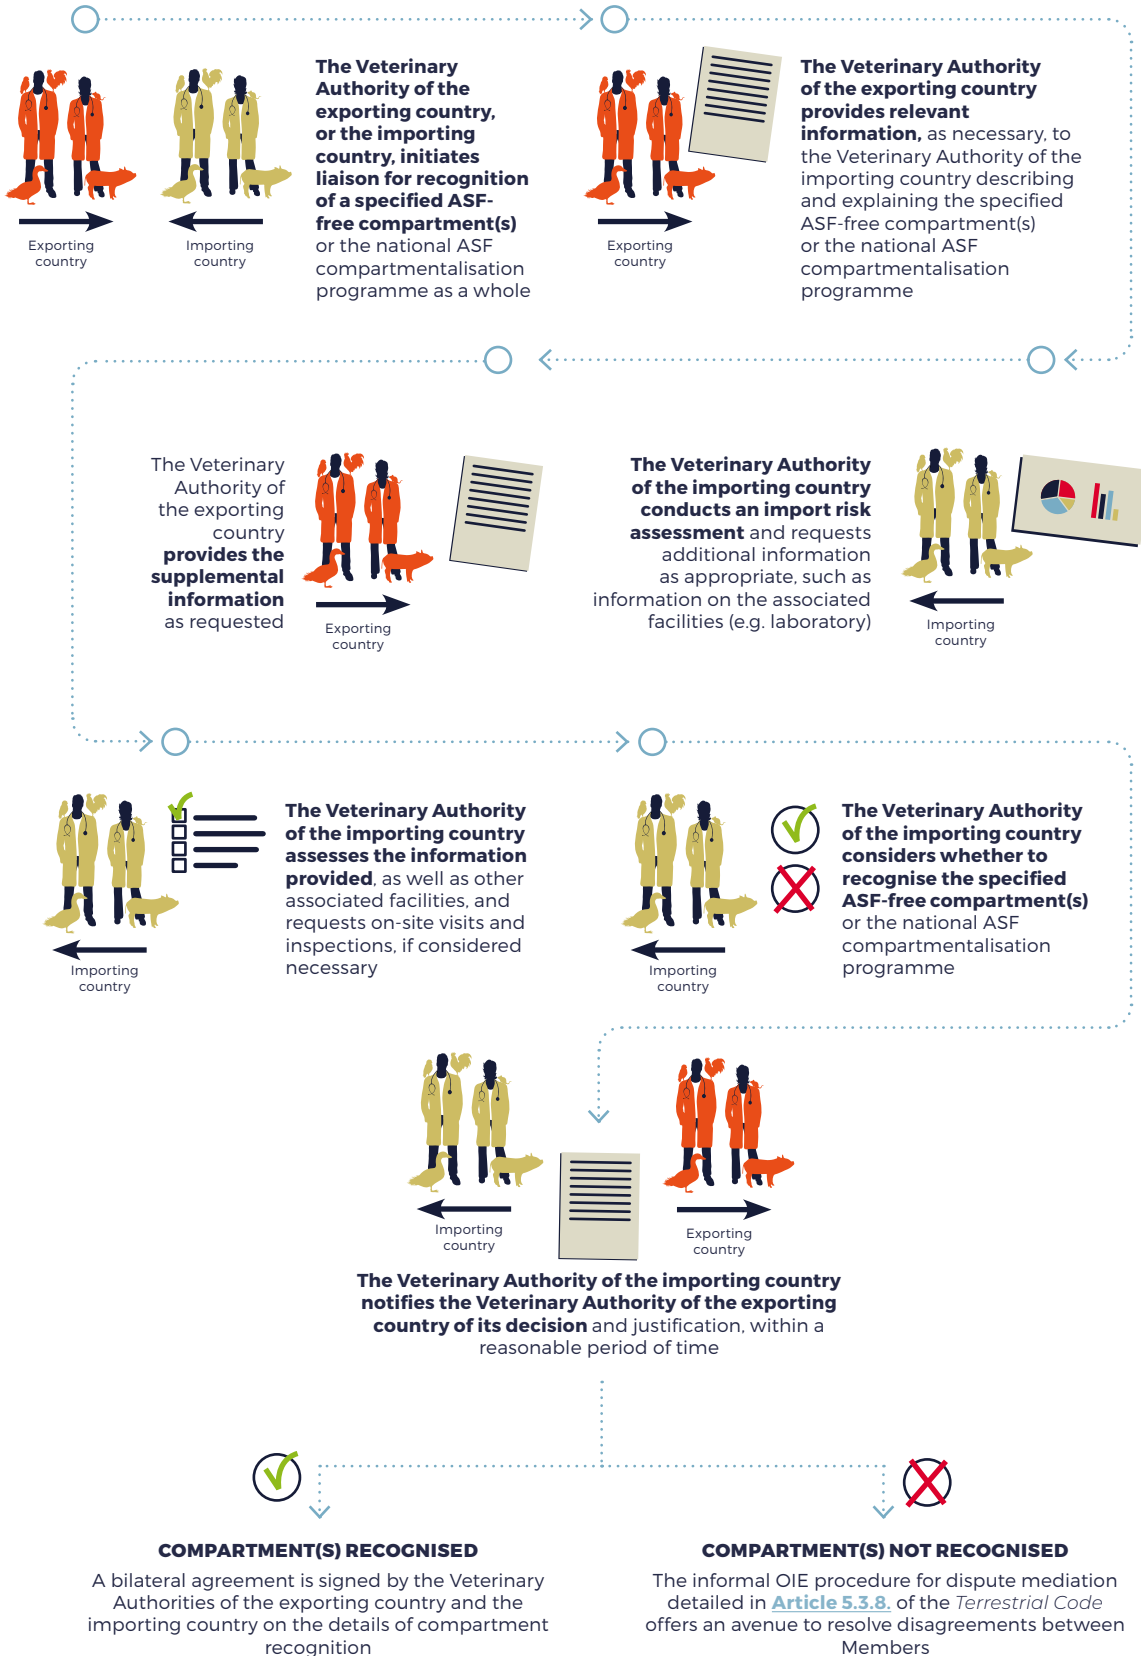 The Veterinary
Authority of the
exporting country,
or the importing
country, initiates
liaison for recognition
of a specified ASF-
free compartment(s)
or the national ASF
compartmentalisation
programme as a whole
Exporting
country
Importing
country
The Veterinary Authority
of the exporting country
provides relevant
information, as necessary, to
the Veterinary Authority of the
importing country describing
and explaining the specified
ASF-free compartment(s)
or the national ASF
compartmentalisation
programme
Exporting
country
The Veterinary Authority
of the importing country
conducts an import risk
assessment and requests
additional information
as appropriate, such as
information on the associated
facilities (e.g. laboratory)
Importing
country
The Veterinary
Authority of
the exporting
country
provides the
supplemental
information
as requested
Exporting
country
The Veterinary Authority
of the importing country
assesses the information
provided, as well as other
associated facilities, and
requests on-site visits and
inspections, if considered
necessary
Importing
country
The Veterinary Authority
of the importing country
considers whether to
recognise the specified
ASF-free compartment(s)
or the national ASF
compartmentalisation
programme
Importing
country
Importing
country
Exporting
country
The Veterinary Authority of the importing country
notifies the Veterinary Authority of the exporting
country of its decision and justification, within a
reasonable period of time
COMPARTMENT(S) RECOGNISED
A bilateral agreement is signed by the Veterinary
Authorities of the exporting country and the
importing country on the details of compartment
recognition
COMPARTMENT(S) NOT RECOGNISED
The informal OIE procedure for dispute mediation
detailed in Article 5.3.8. of the Terrestrial Code
offers an avenue to resolve disagreements between
Members